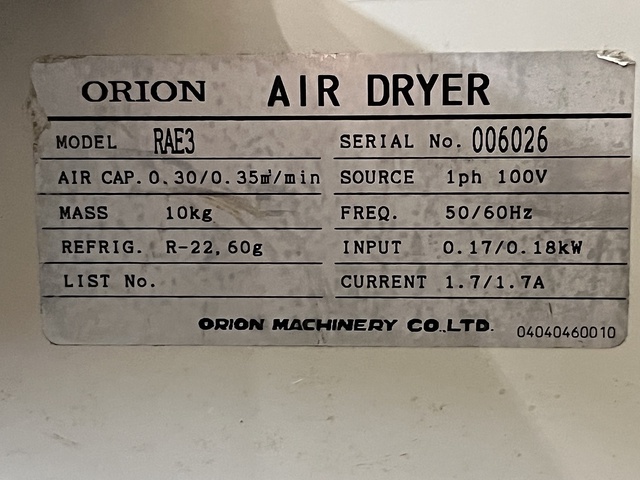 ORION AIR DRYER
MODEL RAE3 SERIAL No. 006026
AIR CAP. 0.30/0.35㎥/min SOURCE 1ph 100V
MASS 10kg FREQ. 50/60Hz
REFRIG. R-22, 60g INPUT 0.17/0.18kW
LIST No. CURRENT 1.7/1.7A
ORION MACHINERY CO.,LTD. 04040460010